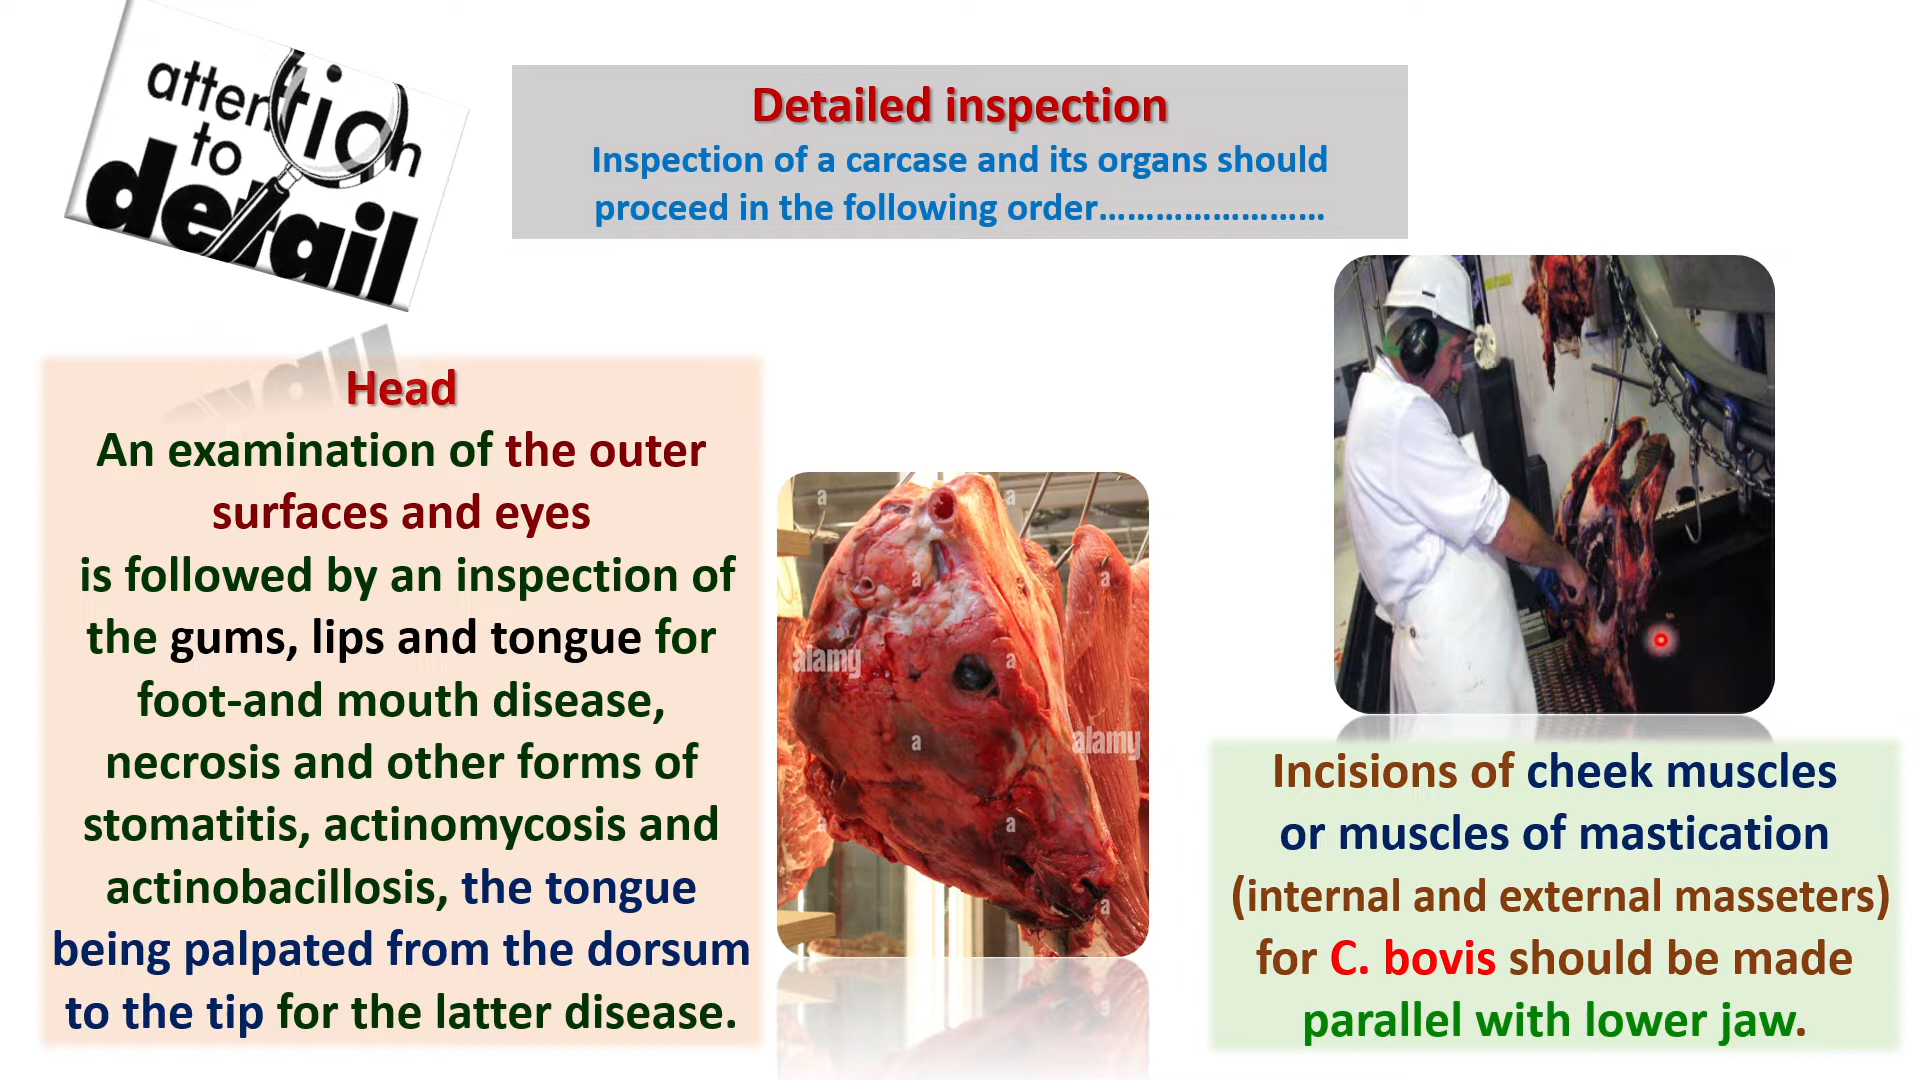 attention
to
detail
Detailed inspection
Inspection of a carcase and its organs should
proceed in the following order……………………
Head
An examination of the outer
surfaces and eyes
is followed by an inspection of
the gums, lips and tongue for
foot-and mouth disease,
necrosis and other forms of
stomatitis, actinomycosis and
actinobacillosis, the tongue
being palpated from the dorsum
to the tip for the latter disease.
a
a
a
a
alamy
a
a
alamy
a
a
a
Incisions of cheek muscles
or muscles of mastication
(internal and external masseters)
for C. bovis should be made
parallel with lower jaw.